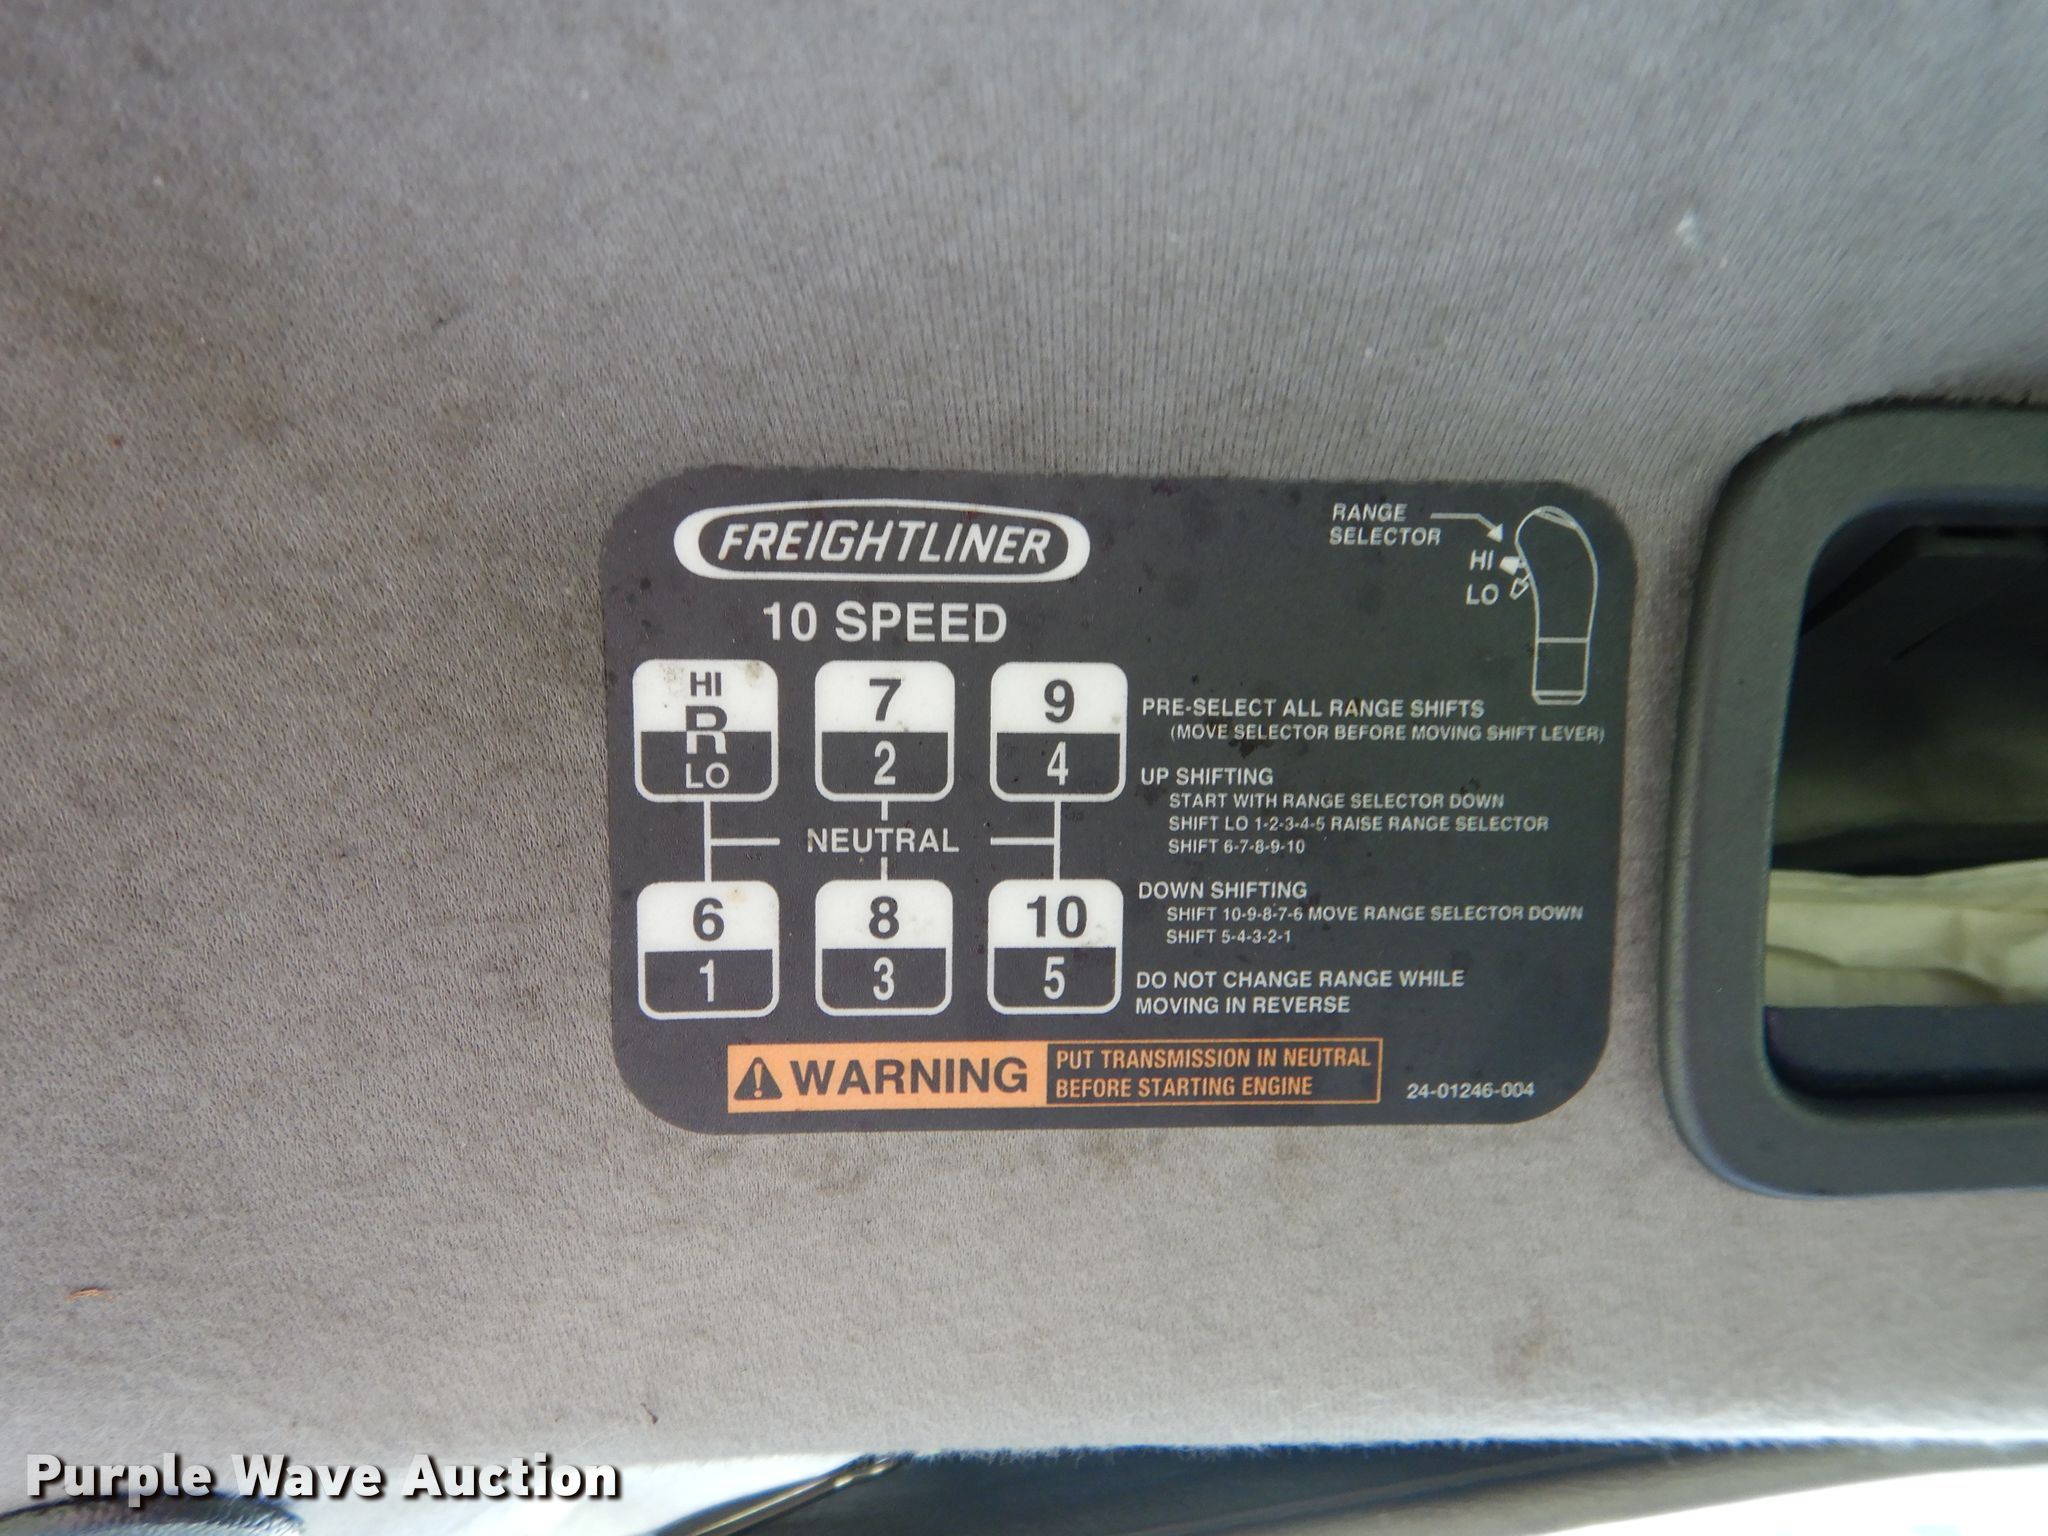 FREIGHTLINER
10 SPEED
RANGE
SELECTOR
HI
LO
HI
R
LO
7
2
9
4
NEUTRAL
6
1
8
3
10
5
PRE-SELECT ALL RANGE SHIFTS
(MOVE SELECTOR BEFORE MOVING SHIFT LEVER)
UP SHIFTING
START WITH RANGE SELECTOR DOWN
SHIFT LO 1-2-3-4-5 RAISE RANGE SELECTOR
SHIFT 6-7-8-9-10
DOWN SHIFTING
SHIFT 10-9-8-7-6 MOVE RANGE SELECTOR DOWN
SHIFT 5-4-3-2-1
DO NOT CHANGE RANGE WHILE
MOVING IN REVERSE
WARNING
PUT TRANSMISSION IN NEUTRAL
BEFORE STARTING ENGINE
24-01246-004
Purple Wave Auction